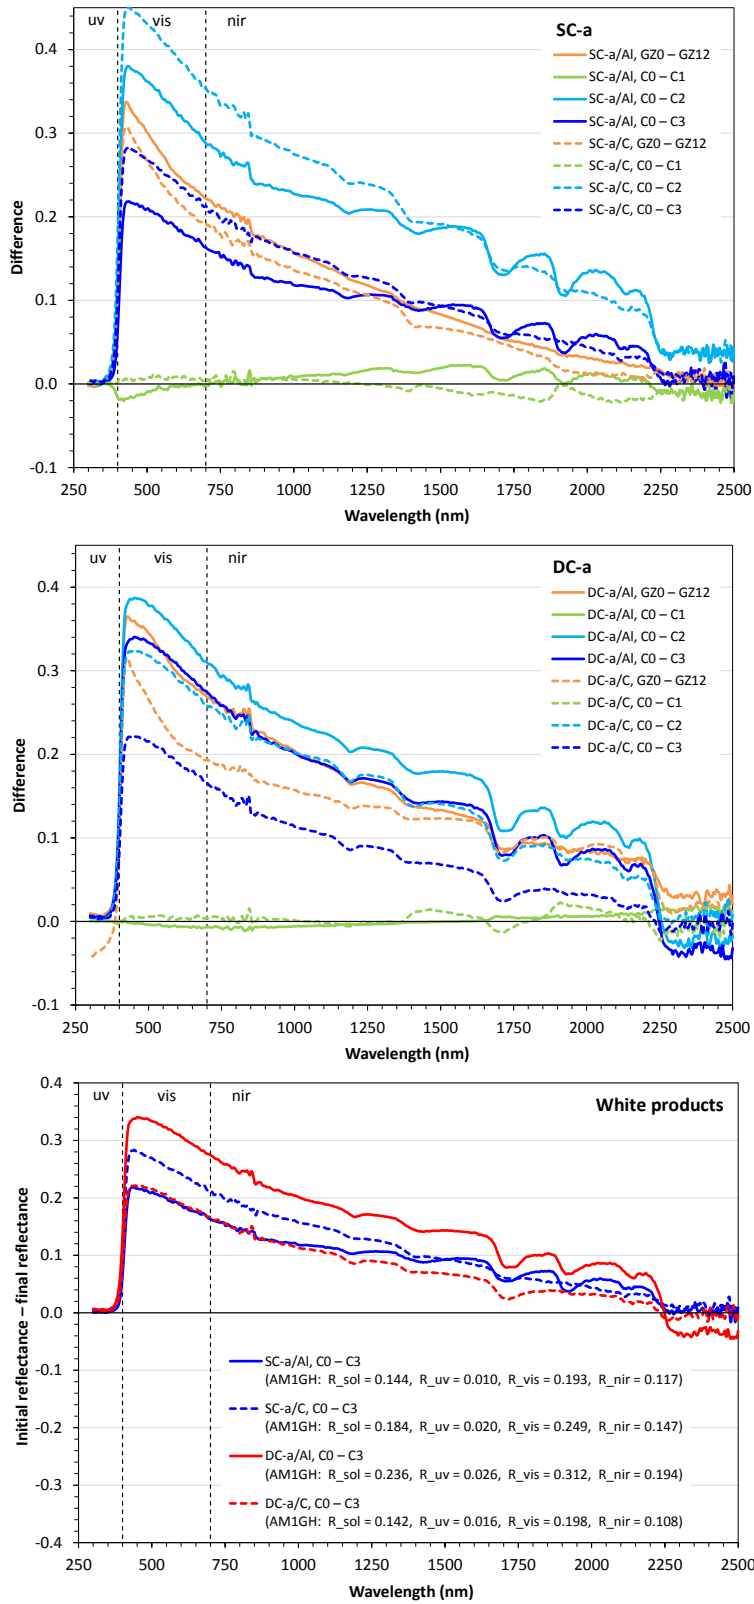 uv vis nir
SC-a
SC-a/Al, GZ0 – GZ12
SC-a/Al, C0 – C1
SC-a/Al, C0 – C2
SC-a/Al, C0 – C3
SC-a/C, GZ0 – GZ12
SC-a/C, C0 – C1
SC-a/C, C0 – C2
SC-a/C, C0 – C3
Difference
0.4
0.3
0.2
0.1
0.0
-0.1
250 500 750 1000 1250 1500 1750 2000 2250 2500
Wavelength (nm)
uv vis nir
DC-a
DC-a/Al, GZ0 – GZ12
DC-a/Al, C0 – C1
DC-a/Al, C0 – C2
DC-a/Al, C0 – C3
DC-a/C, GZ0 – GZ12
DC-a/C, C0 – C1
DC-a/C, C0 – C2
DC-a/C, C0 – C3
Difference
0.4
0.3
0.2
0.1
0.0
-0.1
250 500 750 1000 1250 1500 1750 2000 2250 2500
Wavelength (nm)
uv vis nir
White products
Initial reflectance – final reflectance
0.4
0.3
0.2
0.1
0.0
-0.1
-0.2
-0.3
-0.4
SC-a/Al, C0 – C3
(AM1GH: R_sol = 0.144, R_uv = 0.010, R_vis = 0.193, R_nir = 0.117)
SC-a/C, C0 – C3
(AM1GH: R_sol = 0.184, R_uv = 0.020, R_vis = 0.249, R_nir = 0.147)
DC-a/Al, C0 – C3
(AM1GH: R_sol = 0.236, R_uv = 0.026, R_vis = 0.312, R_nir = 0.194)
DC-a/C, C0 – C3
(AM1GH: R_sol = 0.142, R_uv = 0.016, R_vis = 0.198, R_nir = 0.108)
250 500 750 1000 1250 1500 1750 2000 2250 2500
Wavelength (nm)